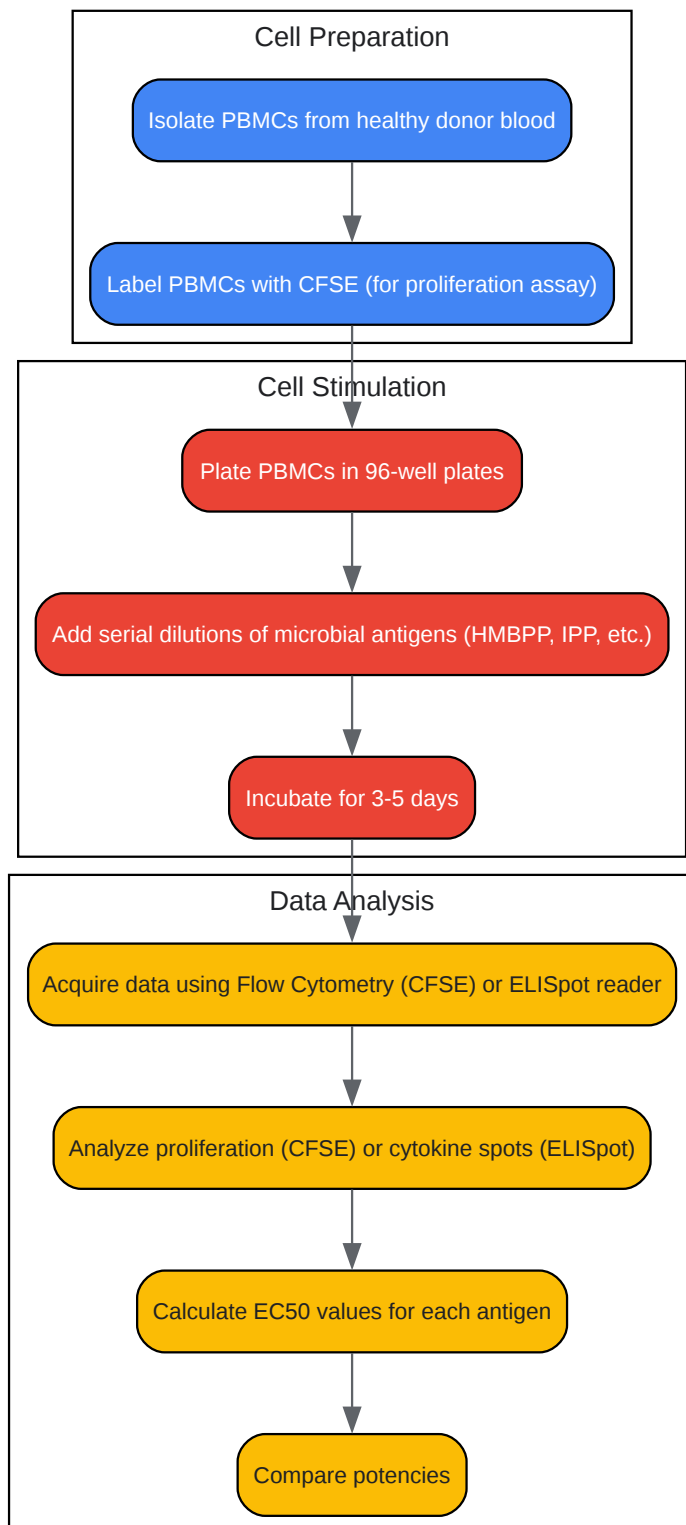 Cell Preparation
Isolate PBMCs from healthy donor blood
Label PBMCs with CFSE (for proliferation assay)
Cell Stimulation
Plate PBMCs in 96-well plates
Add serial dilutions of microbial antigens (HMBPP, IPP, etc.)
Incubate for 3-5 days
Data Analysis
Acquire data using Flow Cytometry (CFSE) or ELISpot reader
Analyze proliferation (CFSE) or cytokine spots (ELISpot)
Calculate EC50 values for each antigen
Compare potencies